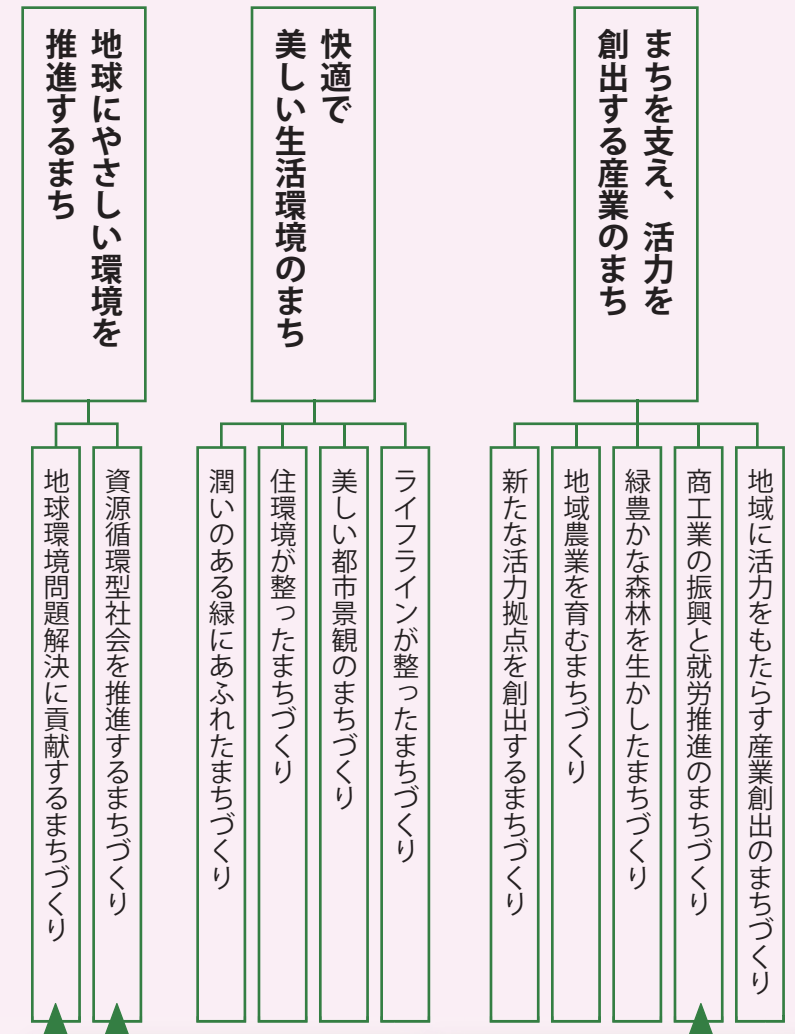 まちを支え、活力を
創出する産業のまち
地域に活力をもたらす産業創出のまちづくり
商工業の振興と就労推進のまちづくり
緑豊かな森林を生かしたまちづくり
地域農業を育むまちづくり
新たな活力拠点を創出するまちづくり
快適で
美しい生活環境のまち
ライフラインが整ったまちづくり
美しい都市景観のまちづくり
住環境が整ったまちづくり
潤いのある緑にあふれたまちづくり
地球にやさしい環境を
推進するまち
資源循環型社会を推進するまちづくり
地球環境問題解決に貢献するまちづくり